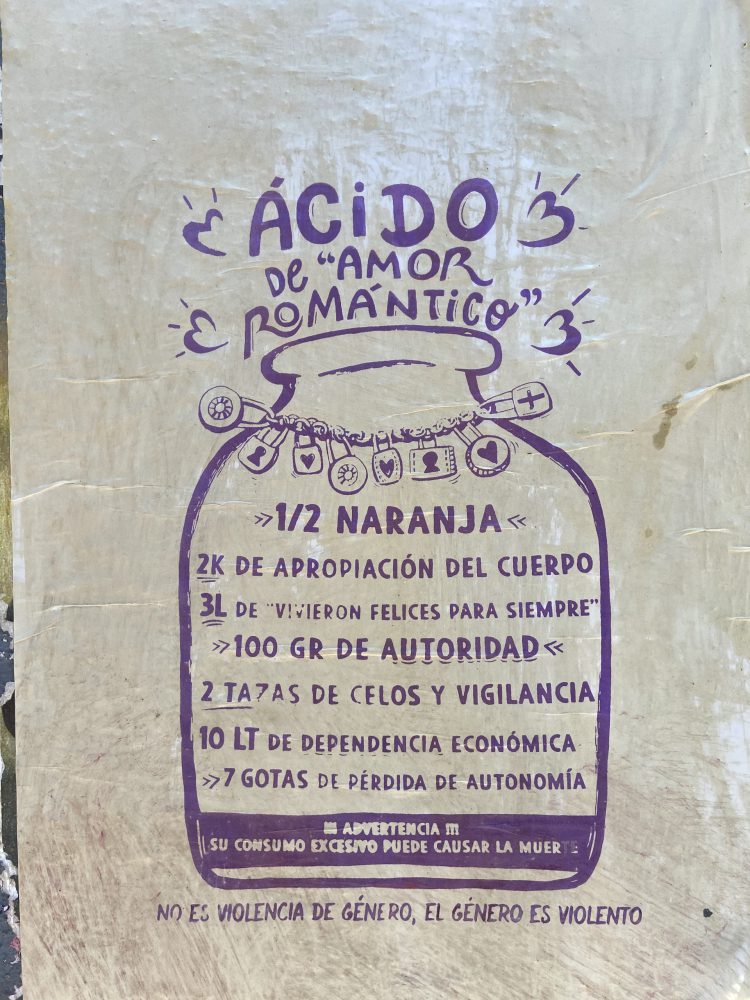 ÁCiDO
De "AMOR
ROMÁNTiCO"
»1/2 NARANJA«
2K DE APROPIACIÓN DEL CUERPO
3L DE "VIVIERON FELICES PARA SIEMPRE"
»100 GR DE AUTORIDAD«
2 TAZAS DE CELOS Y VIGILANCIA
10 LT DE DEPENDENCIA ECONÓMICA
»7 GOTAS DE PÉRDIDA DE AUTONOMÍA
!!! ADVERTENCIA !!!
SU CONSUMO EXCESIVO PUEDE CAUSAR LA MUERTE
NO ES VIOLENCIA DE GÉNERO, EL GÉNERO ES VIOLENTO